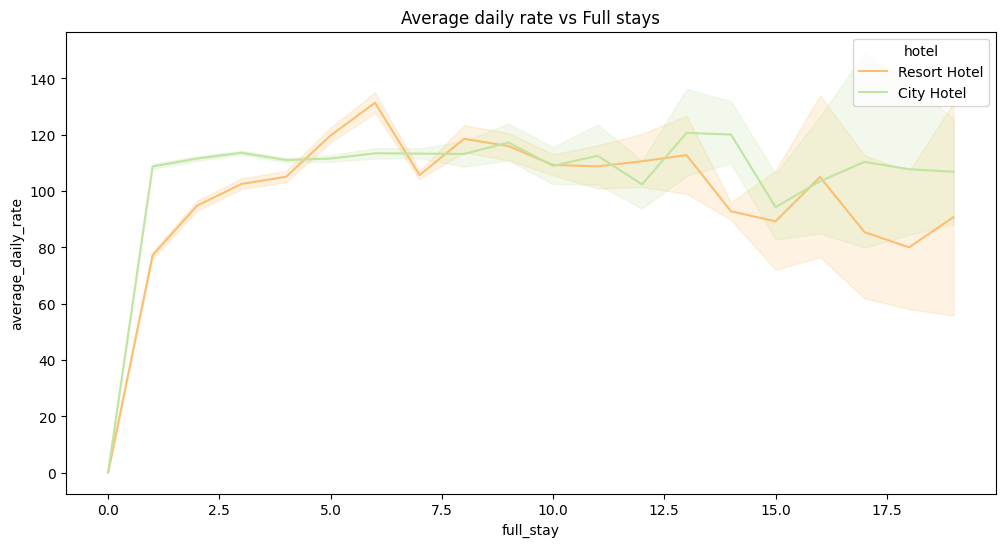 Average daily rate vs Full stays
hotel
Resort Hotel
City Hotel
average_daily_rate
140
120
100
80
60
40
20
0
0.0 2.5 5.0 7.5 10.0 12.5 15.0 17.5
full_stay